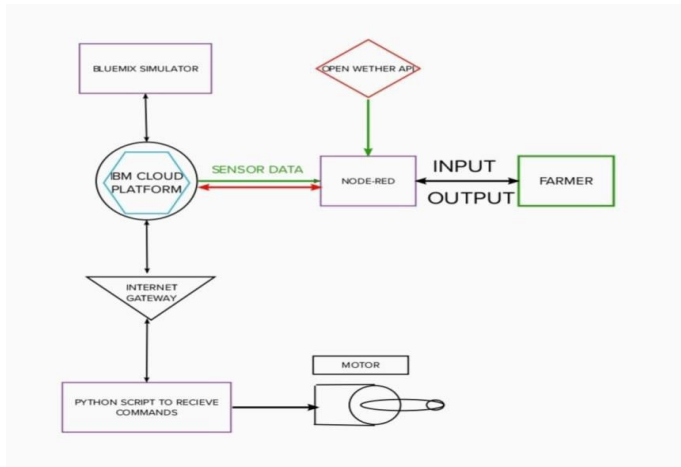 BLUEMIX SIMULATOR
OPEN WETHER API
IBM CLOUD
PLATFORM
SENSOR DATA
NODE-RED
INPUT
OUTPUT
FARMER
INTERNET
GATEWAY
MOTOR
PYTHON SCRIPT TO RECIEVE
COMMANDS